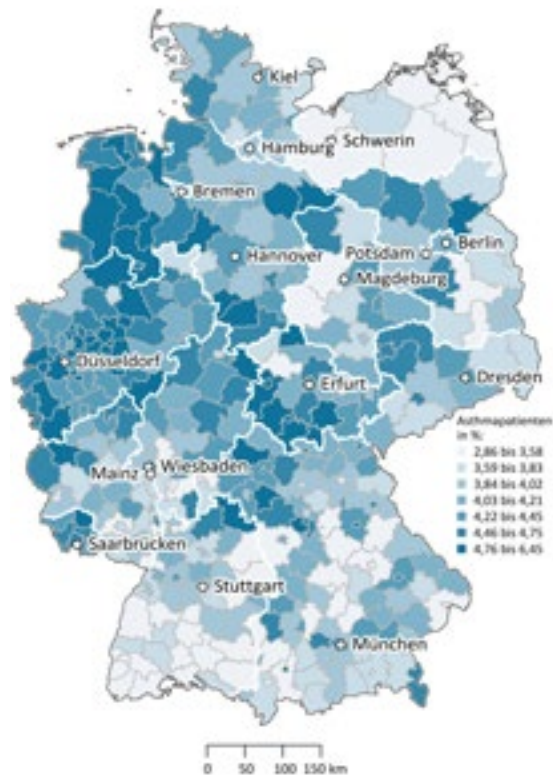 Kiel
Schwerin
Hamburg
Bremen
Berlin
Potsdam
Hannover
Magdeburg
Düsseldorf
Erfurt
Dresden
Asthmapatienten
in %:
2,86 bis 3,58
3,59 bis 3,83
3,84 bis 4,02
4,03 bis 4,21
4,22 bis 4,45
4,46 bis 4,75
4,76 bis 6,45
Wiesbaden
Mainz
Saarbrücken
Stuttgart
München
0 50 100 150 km